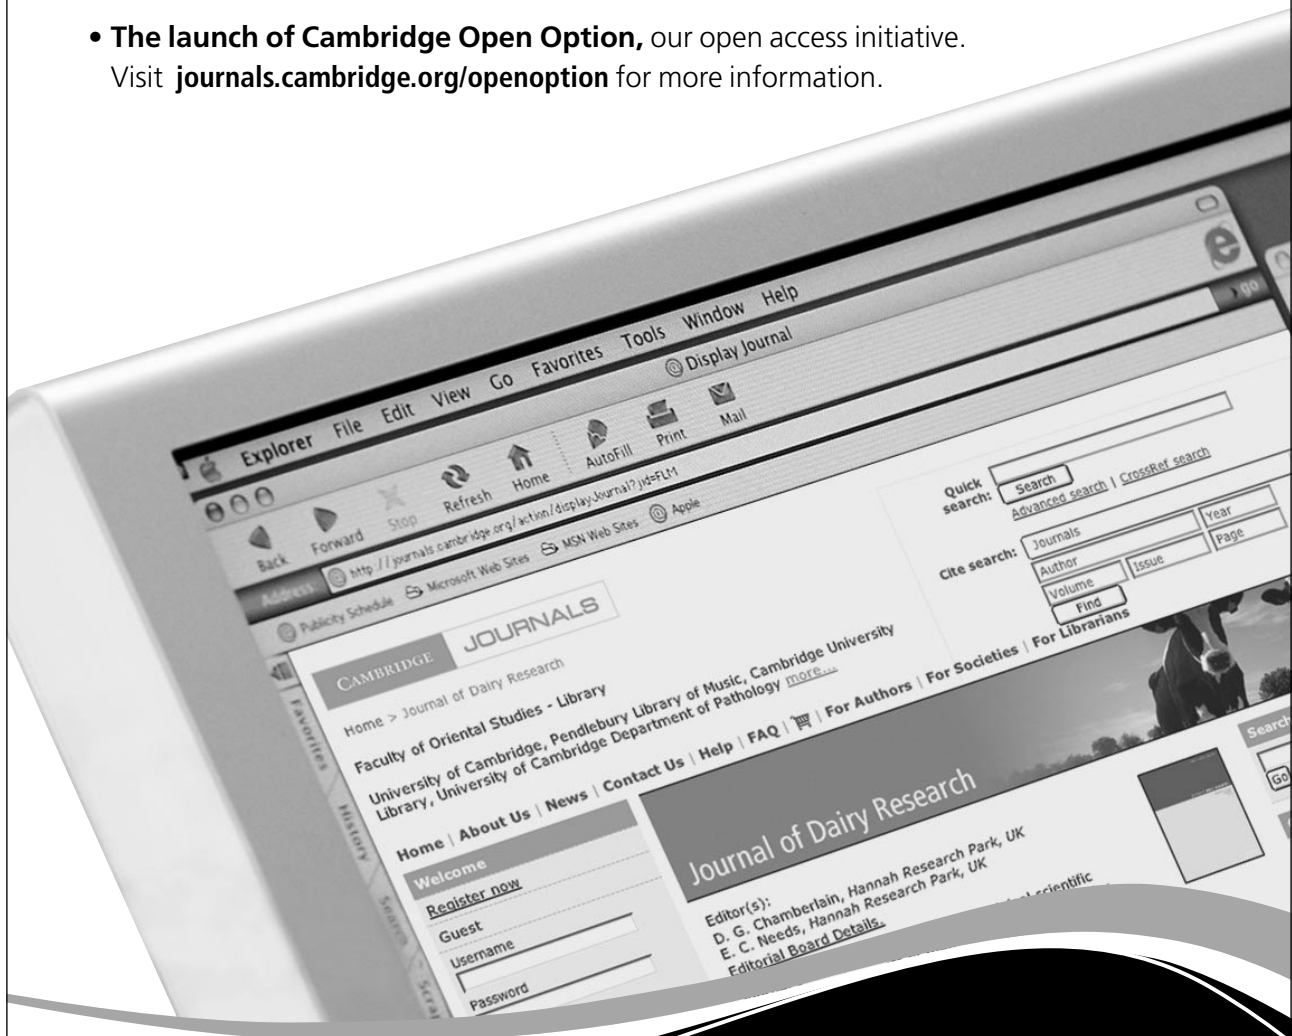 • The launch of Cambridge Open Option, our open access initiative.
Visit journals.cambridge.org/openoption for more information.
Explorer File Edit View Go Favorites Tools Window Help
Display Journal
Back Forward Stop Refresh Home AutoFill Print Mail
Address http://journals.cambridge.org/action/displayJournal?jid=FLM
go
Publicity Schedule Microsoft Web Sites MSN Web Sites Apple
Favorites
History
Search
CAMBRIDGE JOURNALS
Quick search:
Search
Advanced search | CrossRef search
Cite search:
Journals
Author Year
Volume Issue Page
Find
Home > Journal of Dairy Research
Faculty of Oriental Studies - Library
University of Cambridge, Pendlebury Library of Music, Cambridge University
Library, University of Cambridge Department of Pathology more...
Home | About Us | News | Contact Us | Help | FAQ | | For Authors | For Societies | For Librarians
Welcome
Register now
Guest
Username
Password
Journal of Dairy Research
Search
Go
Editor(s):
D. G. Chamberlain, Hannah Research Park, UK
E. C. Needs, Hannah Research Park, UK
Editorial Board Details.
scientific